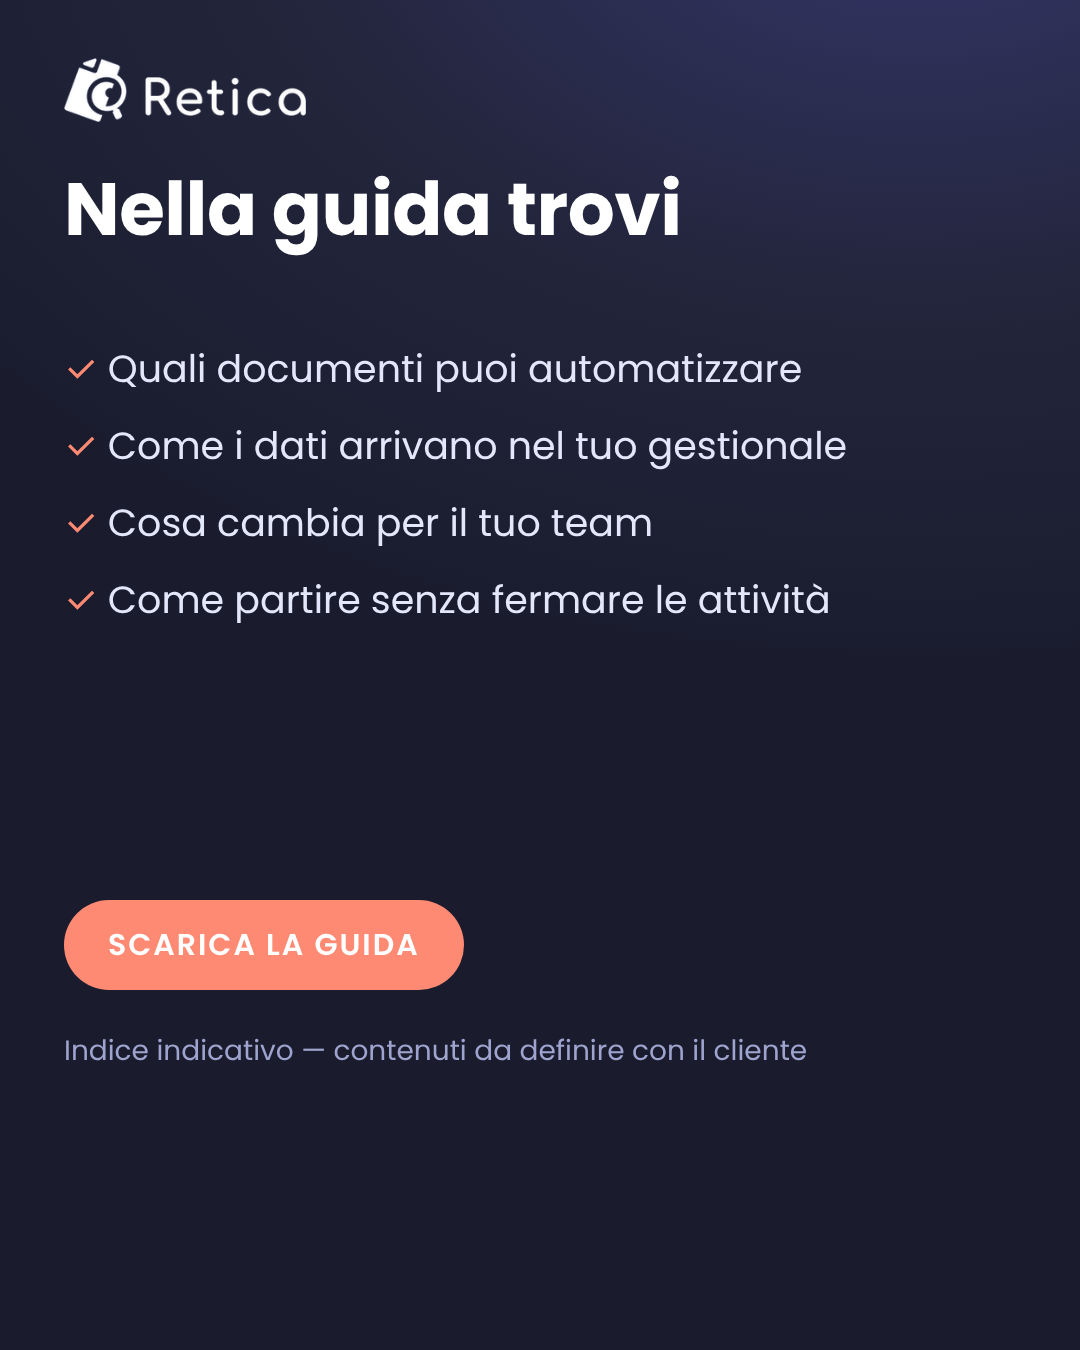 Retica
Nella guida trovi
✓ Quali documenti puoi automatizzare
✓ Come i dati arrivano nel tuo gestionale
✓ Cosa cambia per il tuo team
✓ Come partire senza fermare le attività
SCARICA LA GUIDA
Indice indicativo — contenuti da definire con il cliente